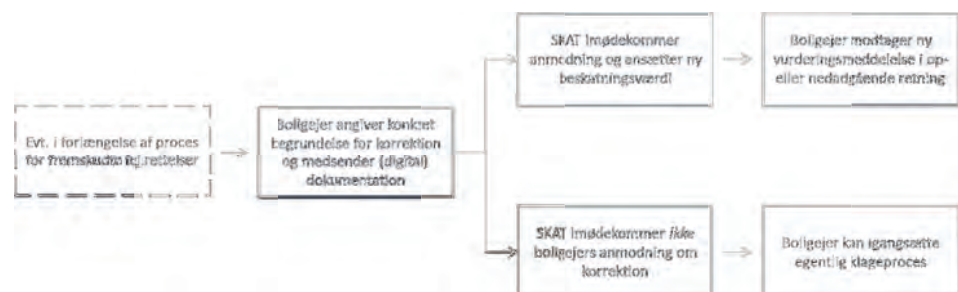 Evt. i forlængelse af proces
for fremskudte rettelser
Boligejer angiver konkret
begrundelse for korrektion
og medsender (digital)
dokumentation
SKAT imødekommer
anmodning og ansætter ny
beskatningsværdi
Boligejer modtager ny
vurderingsmeddelelse i op-
eller nedadgående retning
SKAT imødekommer ikke
boligejers anmodning om
korrektion
Boligejer kan igangsætte
egentlig klageproces